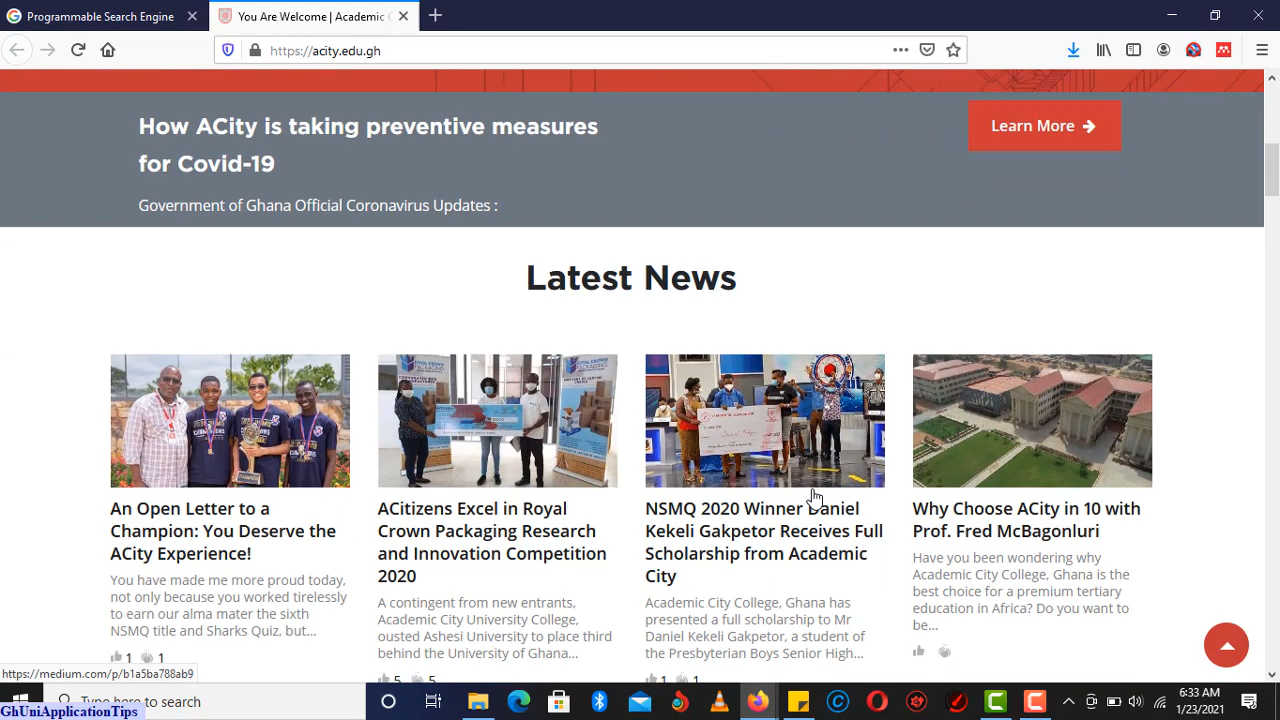 Programmable Search Engine
You Are Welcome | Academic C
https://acity.edu.gh
How ACity is taking preventive measures
for Covid-19
Learn More
Government of Ghana Official Coronavirus Updates :
Latest News
An Open Letter to a
Champion: You Deserve the
ACity Experience!
You have made me more proud today,
not only because you worked tirelessly
to earn our alma mater the sixth
NSMQ title and Sharks Quiz, but...
1 1
ACitizens Excel in Royal
Crown Packaging Research
and Innovation Competition
2020
A contingent from new entrants,
Academic City University College,
ousted Ashesi University to place third
behind the University of Ghana...
5 5
NSMQ 2020 Winner Daniel
Kekeli Gakpetor Receives Full
Scholarship from Academic
City
Academic City College, Ghana has
presented a full scholarship to Mr
Daniel Kekeli Gakpetor, a student of
the Presbyterian Boys Senior High...
1 1
Why Choose ACity in 10 with
Prof. Fred McBagonluri
Have you been wondering why
Academic City College, Ghana is the
best choice for a premium tertiary
education in Africa? Do you want to
be...
https://medium.com/p/b1a5ba788ab9
Type here to search
GhUniApplicationTips
6:33 AM
1/23/2021